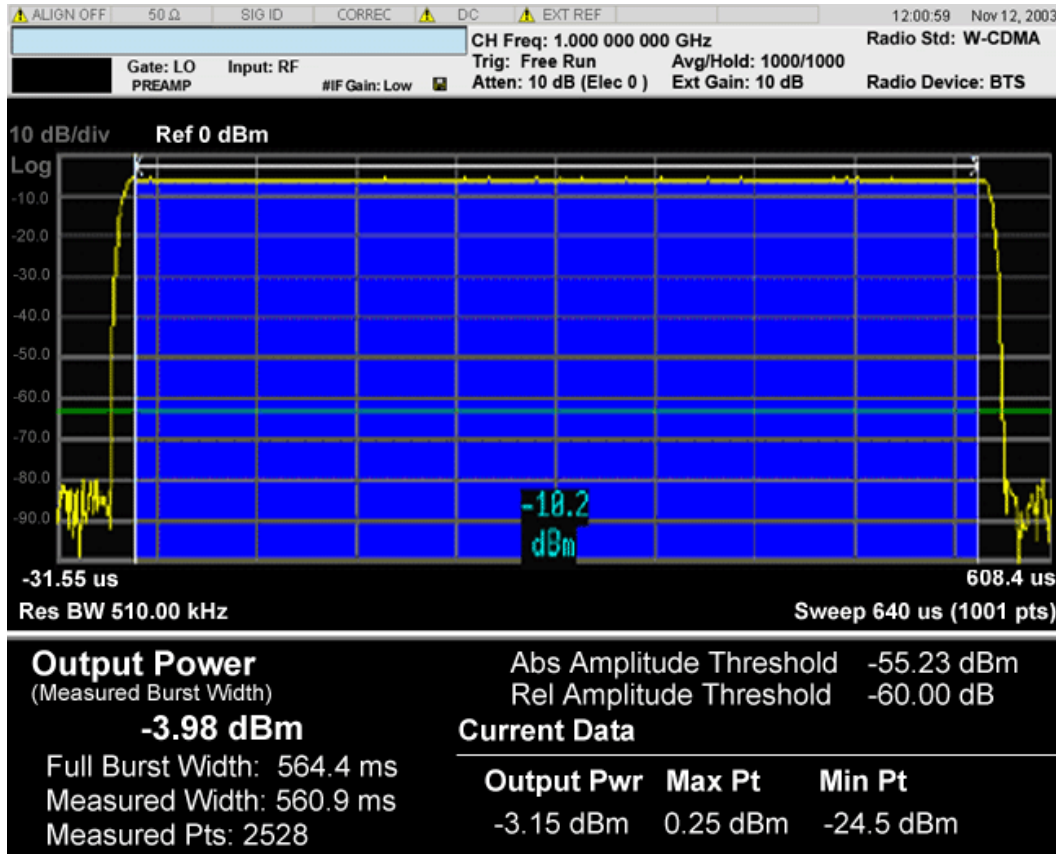 ALIGN OFF 50 Ω SIG ID CORREC DC EXT REF 12:00:59 Nov 12, 2003
CH Freq: 1.000 000 000 GHz Radio Std: W-CDMA
Gate: LO Input: RF Trig: Free Run Avg/Hold: 1000/1000
PREAMP #IF Gain: Low Atten: 10 dB (Elec 0 ) Ext Gain: 10 dB Radio Device: BTS
10 dB/div Ref 0 dBm
Log
-10.0
-20.0
-30.0
-40.0
-50.0
-60.0
-70.0
-80.0
-90.0
-10.2
dBm
-31.55 us 608.4 us
Res BW 510.00 kHz Sweep 640 us (1001 pts)
Output Power Abs Amplitude Threshold -55.23 dBm
(Measured Burst Width) Rel Amplitude Threshold -60.00 dB
-3.98 dBm Current Data
Full Burst Width: 564.4 ms
Output Pwr Max Pt Min Pt
Measured Width: 560.9 ms
-3.15 dBm 0.25 dBm -24.5 dBm
Measured Pts: 2528